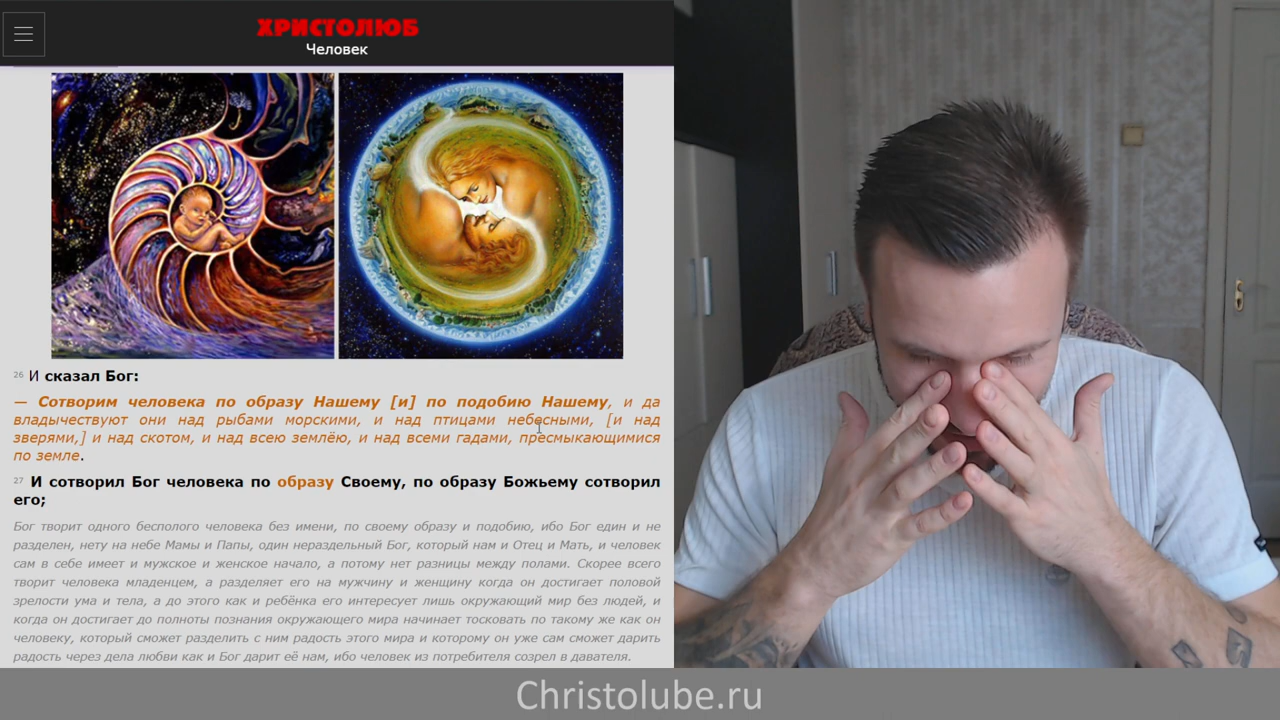 ХРИСТОЛЮБ
Человек
26 И сказал Бог:
— Сотворим человека по образу Нашему [и] по подобию Нашему, и да
владычествуют они над рыбами морскими, и над птицами небесными, [и над
зверями,] и над скотом, и над всею землёю, и над всеми гадами, пресмыкающимися
по земле.
27 И сотворил Бог человека по образу Своему, по образу Божьему сотворил
его;
Бог творит одного бесполого человека без имени, по своему образу и подобию, ибо Бог един и не
разделен, нету на небе Мамы и Папы, один нераздельный Бог, который нам и Отец и Мать, и человек
сам в себе имеет и мужское и женское начало, а потому нет разницы между полами. Скорее всего
творит человека младенцем, а разделяет его на мужчину и женщину когда он достигает половой
зрелости ума и тела, а до этого как и ребёнка его интересует лишь окружающий мир без людей, и
когда он достигает до полноты познания окружающего мира начинает тосковать по такому же как он
человеку, который сможет разделить с ним радость этого мира и которому он уже сам сможет дарить
радость через дела любви как и Бог дарит её нам, ибо человек из потребителя созрел в давателя.
Christolube.ru